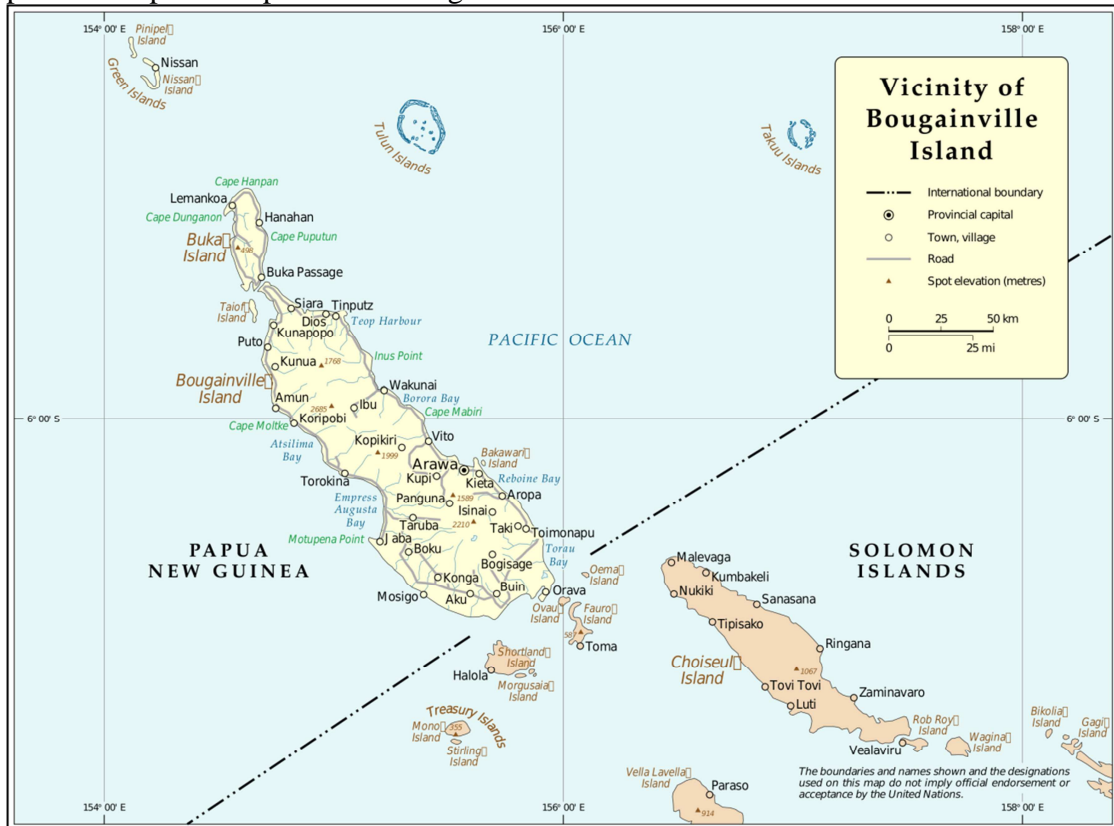 154° 00' E
156° 00' E
158° 00' E
Pinipel
Island
Nissan
Nissan
Island
Green Islands
Tulun Islands
Takuu Islands
Vicinity of
Bougainville
Island
International boundary
Provincial capital
Town, village
Road
Spot elevation (metres)
0 25 50 km
0 25 mi
Cape Hanpan
Lemankoa
Cape Dunganon
Hanahan
Cape Puputun
Buka
Island
498
Buka Passage
Taiof
Island
Siara
Tinputz
Dios
Teop Harbour
Kunapopo
Puto
PACIFIC OCEAN
Inus Point
Kunua
1768
Bougainville
Island
Wakunai
Amun
Ibu
Borora Bay
2685
Koripobi
Cape Mabiri
6° 00' S
6° 00' S
Cape Moltke
Atsilima
Bay
Kopikiri
Vito
1999
Bakawari
Island
Arawa
Torokina
Kupi
Kieta
Reboine Bay
Empress
Augusta
Bay
Panguna
1589
Aropa
Isinai
Taruba
2210
Taki
Toimonapu
Motupena Point
Jaba
Boku
Torau
Bay
Bogisage
PAPUA
NEW GUINEA
SOLOMON
ISLANDS
Konga
Buin
Mosigo
Aku
Orava
Oema
Island
Ovau
Island
Fauro
Island
587
Toma
Malevaga
Kumbakeli
Nukiki
Sanasana
Tipisako
Ringana
Choiseul
Island
1067
Tovi Tovi
Zaminavaro
Luti
Shortland
Island
Halola
Morgusaia
Island
Treasury Islands
Mono
Island
355
Stirling
Island
Rob Roy
Island
Vealaviru
Wagina
Island
Bikolia
Island
Gagi
Island
Vella Lavella
Island
Paraso
914
The boundaries and names shown and the designations
used on this map do not imply official endorsement or
acceptance by the United Nations.
154° 00' E
156° 00' E
158° 00' E